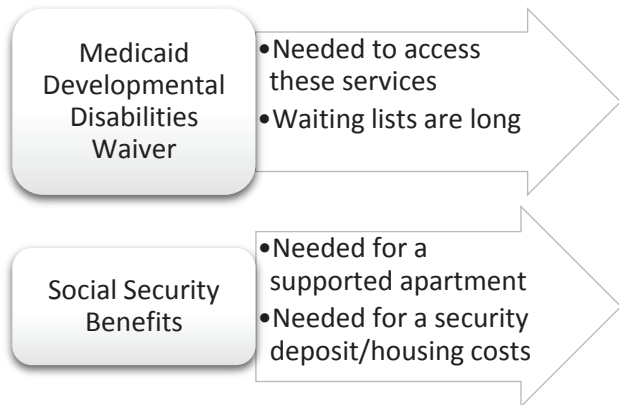 Medicaid
Developmental
Disabilities
Waiver
•Needed to access
these services
•Waiting lists are long
Social Security
Benefits
•Needed for a
supported apartment
•Needed for a security
deposit/housing costs